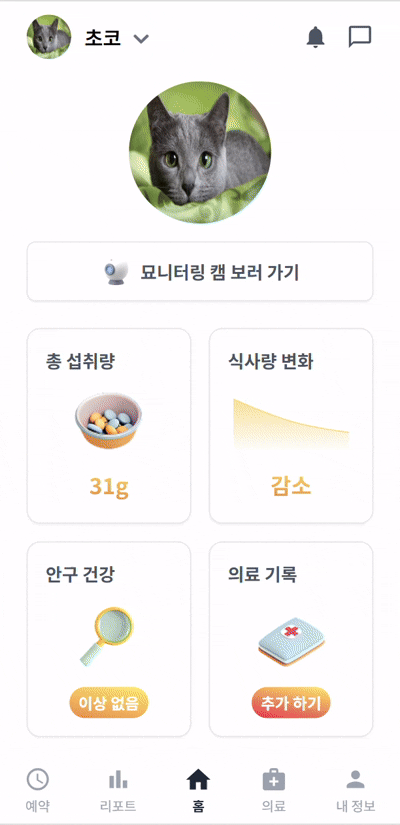 초코
묘니터링 캠 보러 가기
총 섭취량
식사량 변화
31g
감소
안구 건강
의료 기록
이상 없음
추가 하기
예약
리포트
홈
의료
내 정보